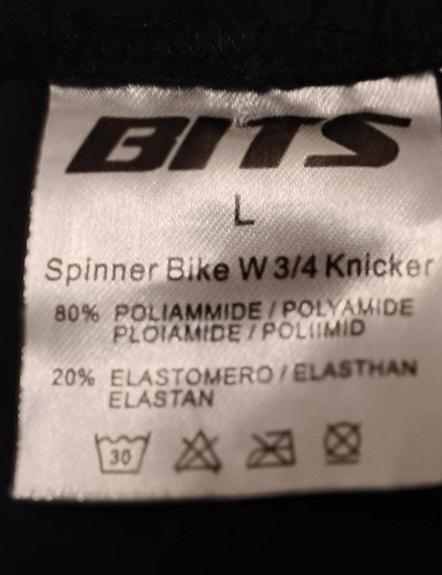 BITS
L
Spinner Bike W 3/4 Knicker
80% POLIAMMIDE / POLYAMIDE
PLOIAMIDE / POLIIMID
20% ELASTOMERO / ELASTHAN
ELASTAN
30